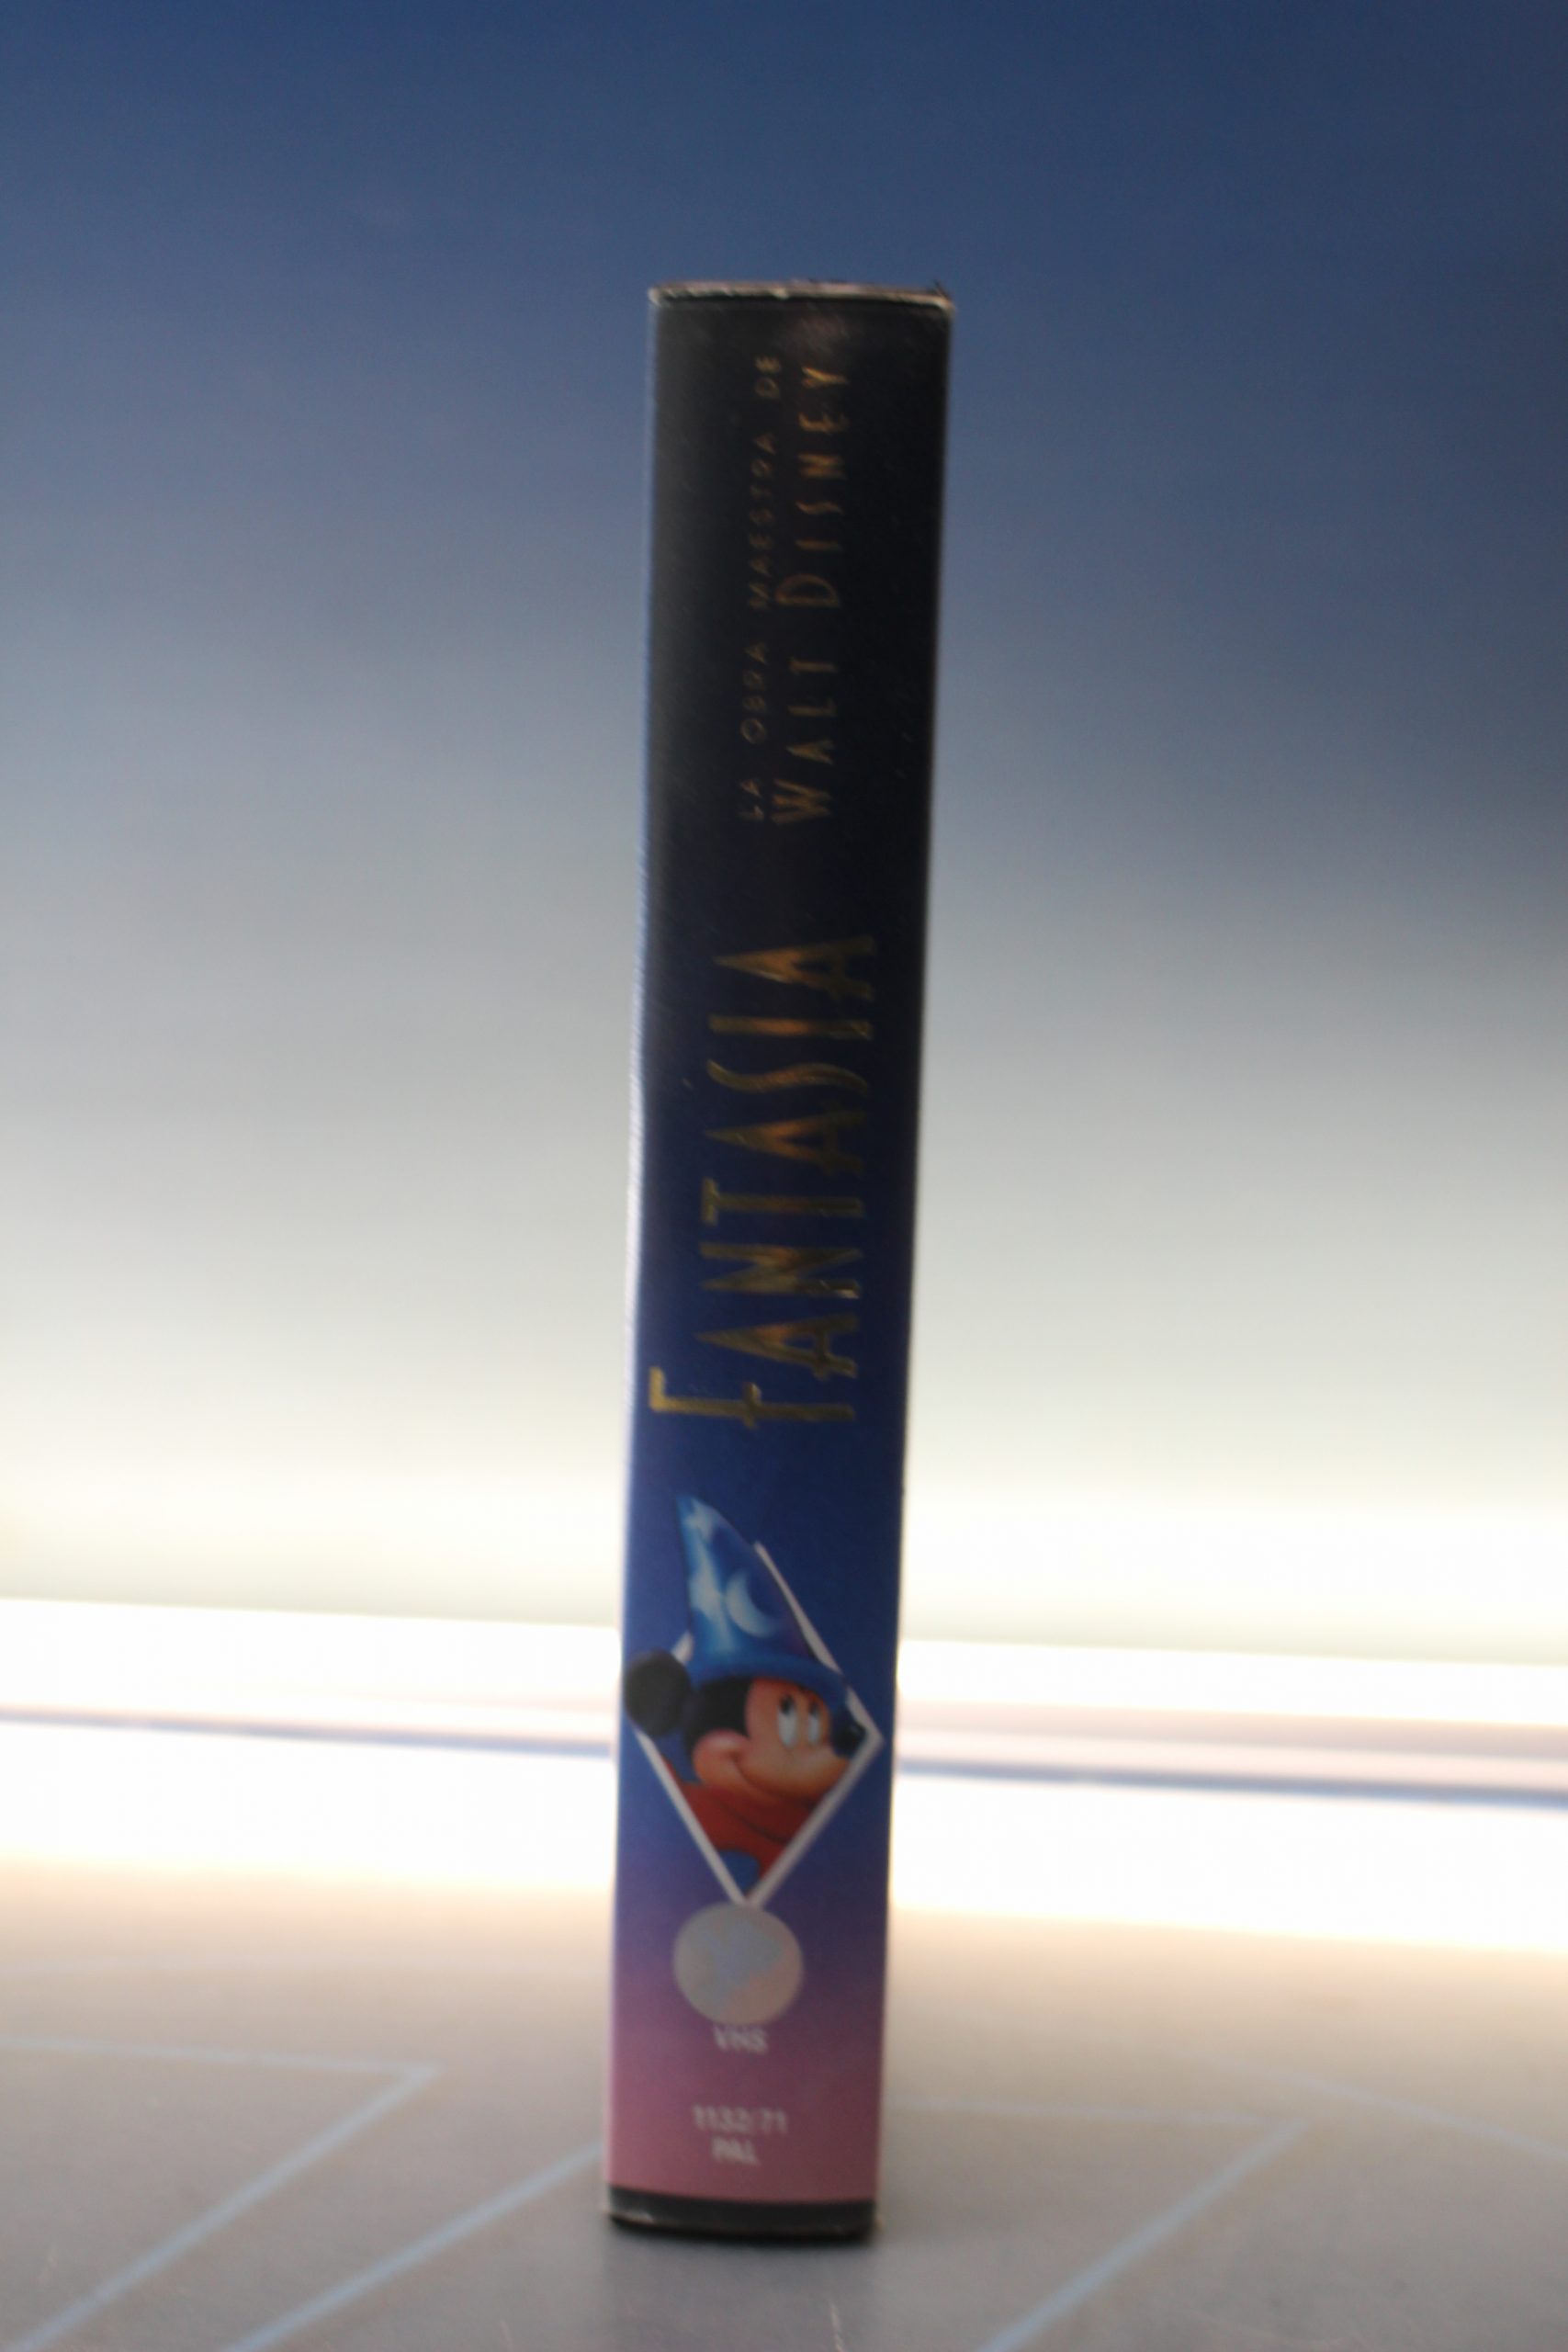 LA OBRA MAESTRA DE
WALT DISNEY
FANTASIA
VHS
1132/71
PAL